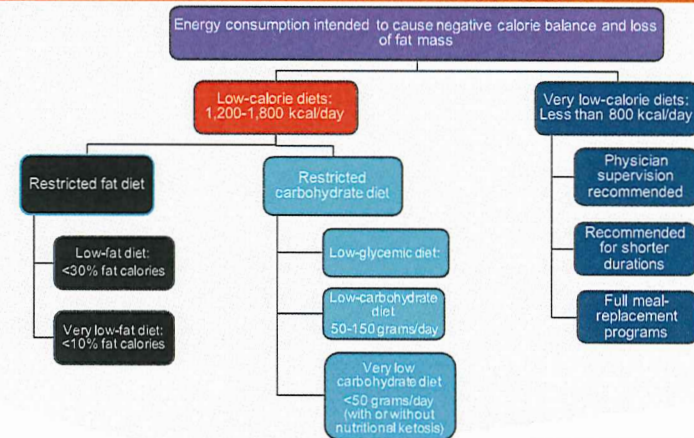 Energy consumption intended to cause negative calorie balance and loss
of fat mass
Low-calorie diets:
1,200-1,800 kcal/day
Very low-calorie diets:
Less than 800 kcal/day
Restricted fat diet
Low-fat diet:
<30% fat calories
Very low-fat diet:
<10% fat calories
Restricted
carbohydrate diet
Low-glycemic diet:
Low-carbohydrate
diet
50-150 grams/day
Very low
carbohydrate diet
<50 grams/day
(with or without
nutritional ketosis)
Physician
supervision
recommended
Recommended
for shorter
durations
Full meal-
replacement
programs